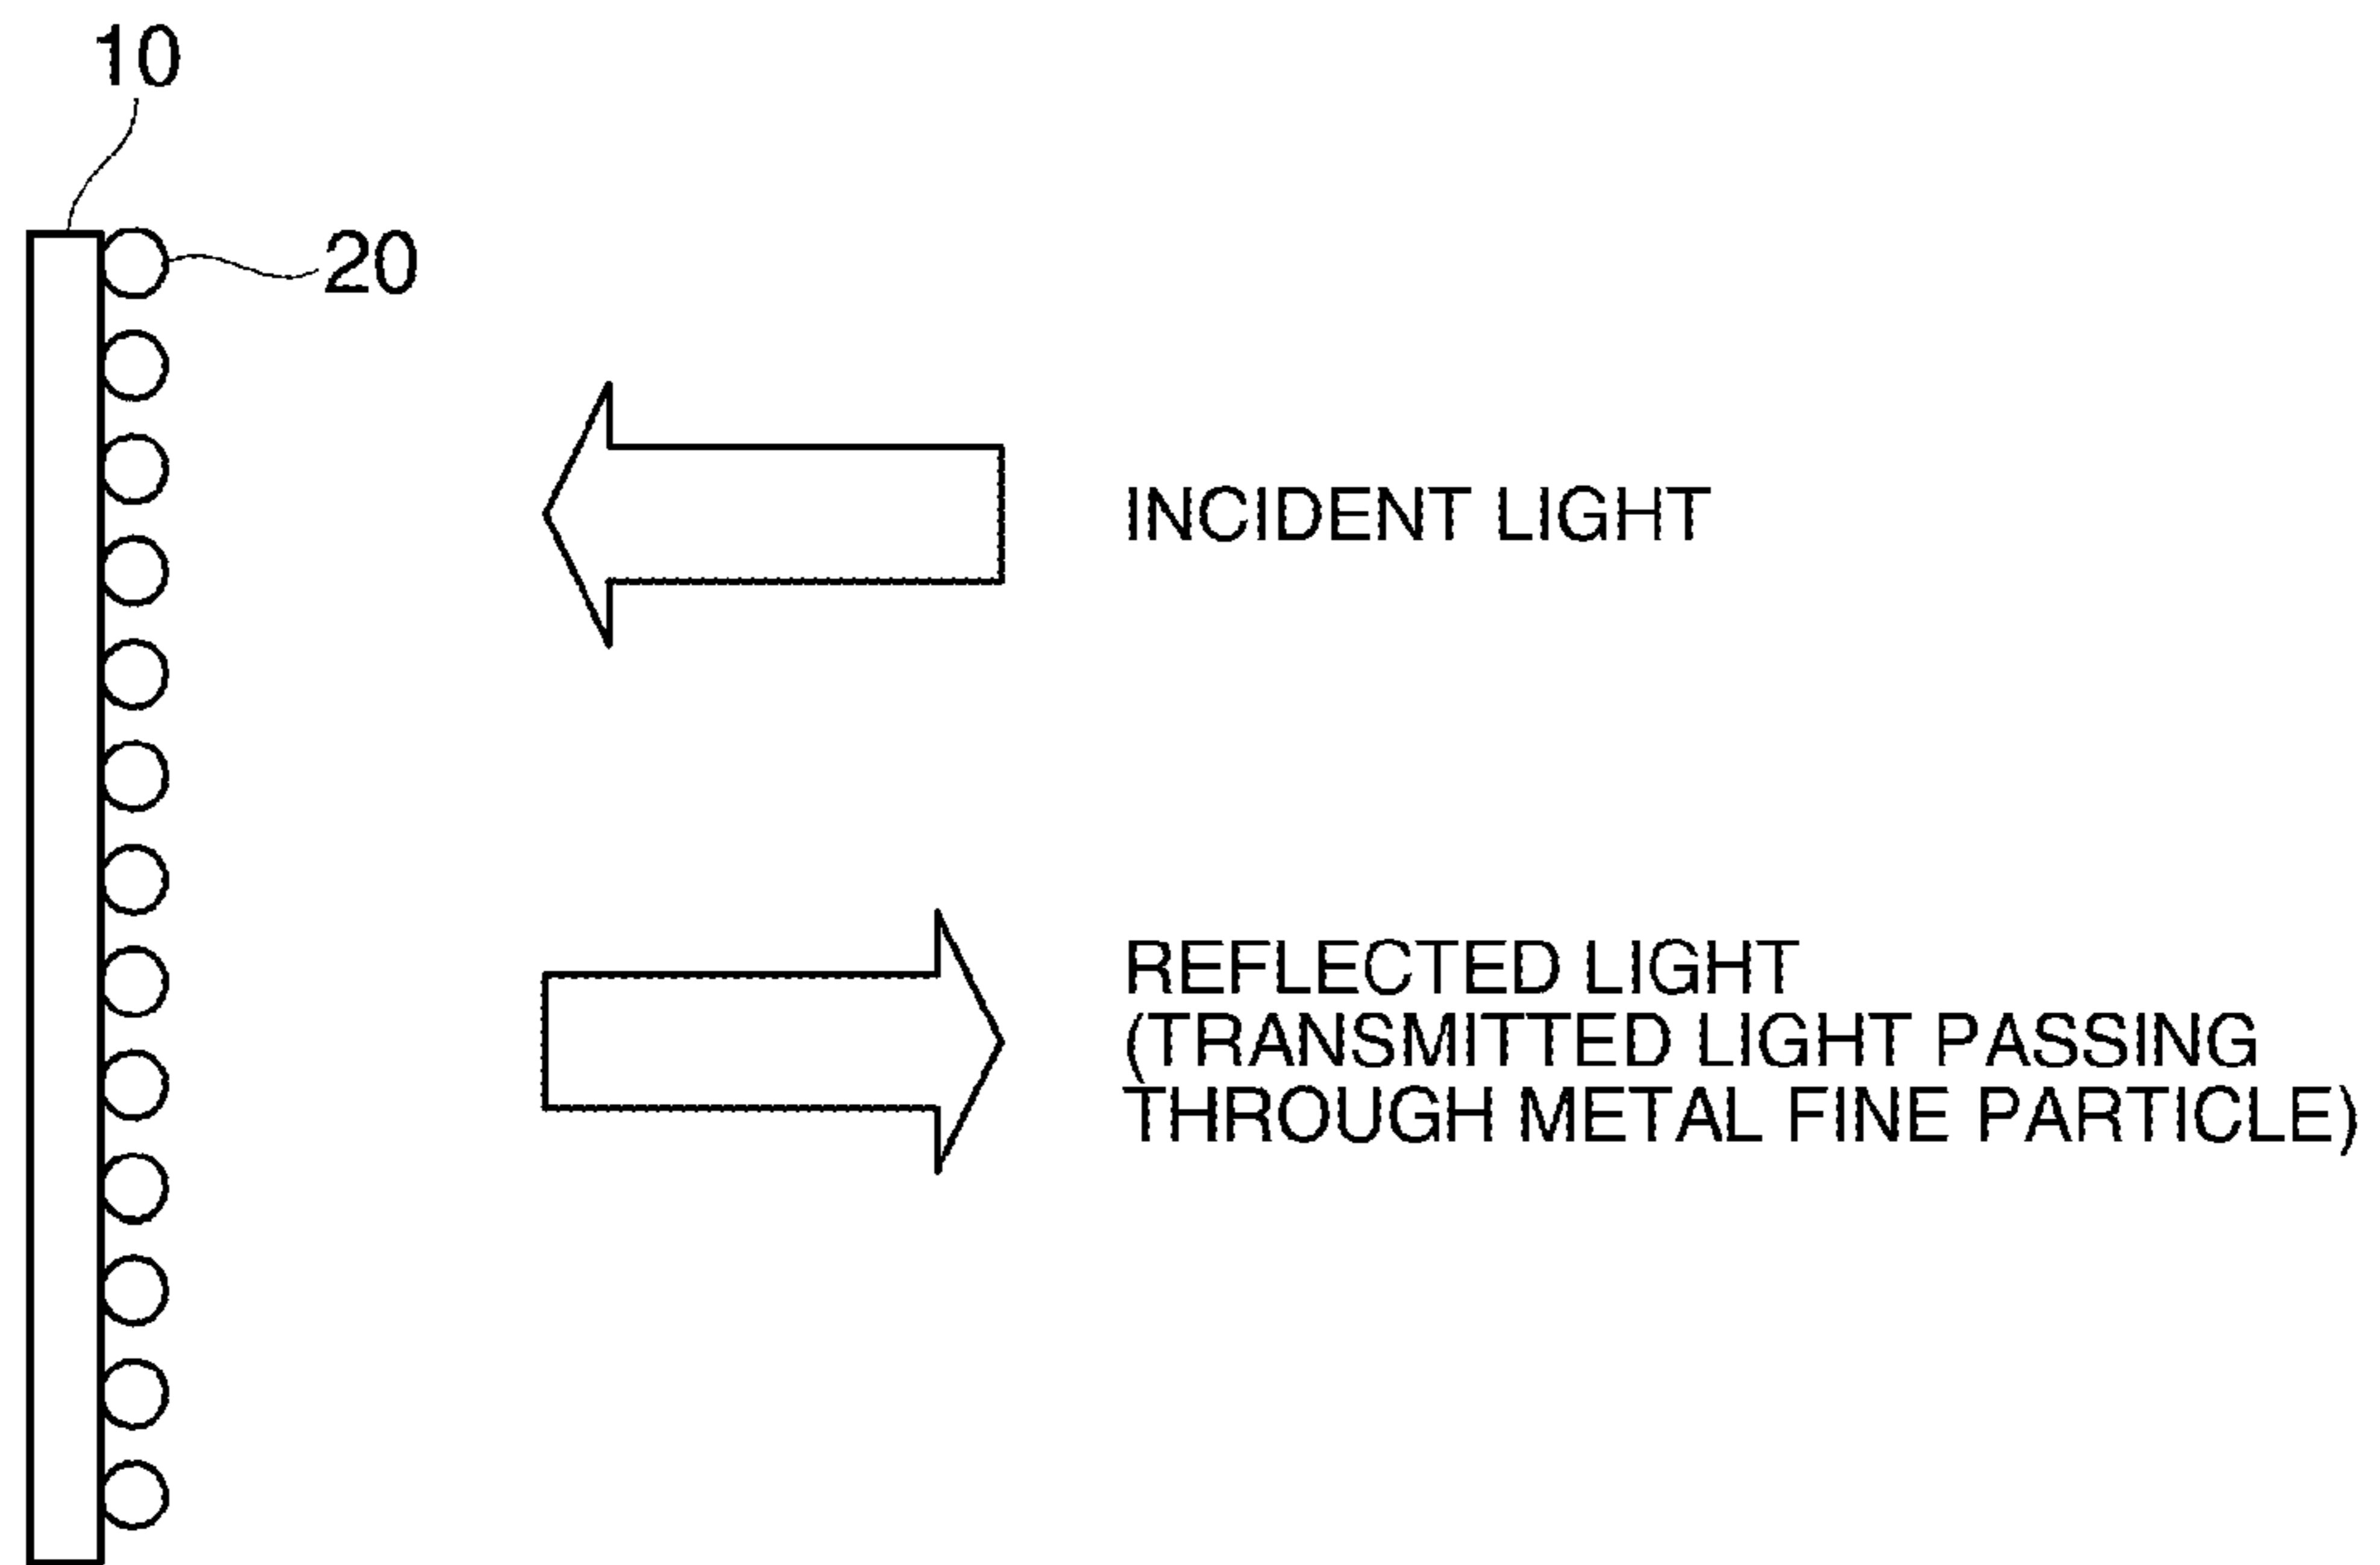 10
20
INCIDENT LIGHT
REFLECTED LIGHT
(TRANSMITTED LIGHT PASSING
THROUGH METAL FINE PARTICLE)